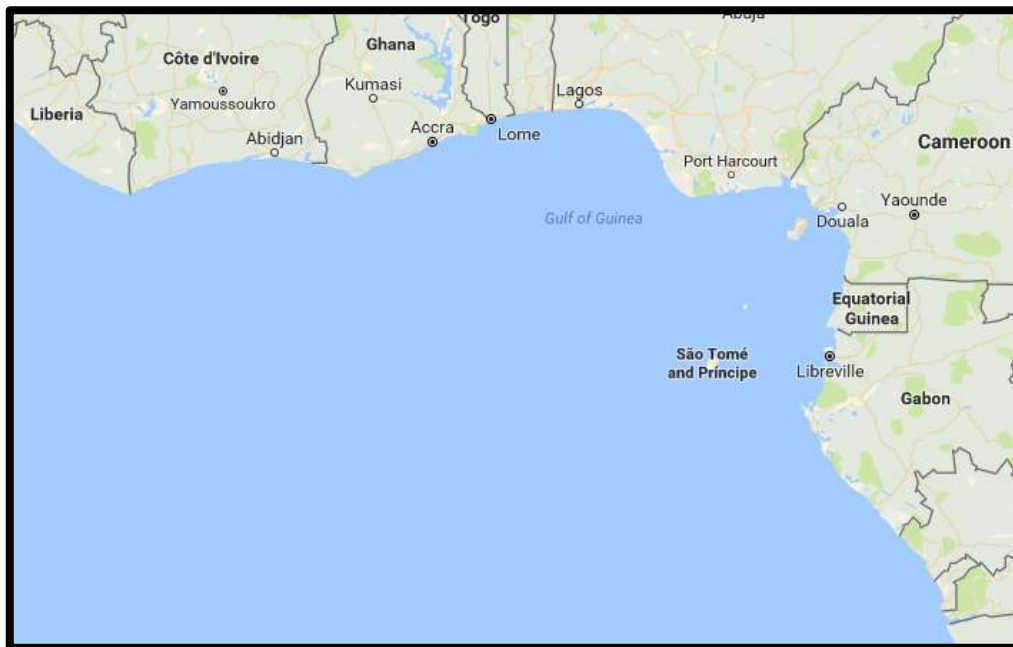 Togo
Abuja
Ghana
Côte d'Ivoire
Kumasi
Lagos
Yamoussoukro
Liberia
Accra
Lome
Abidjan
Cameroon
Port Harcourt
Yaounde
Gulf of Guinea
Douala
Equatorial
Guinea
São Tomé
and Príncipe
Libreville
Gabon